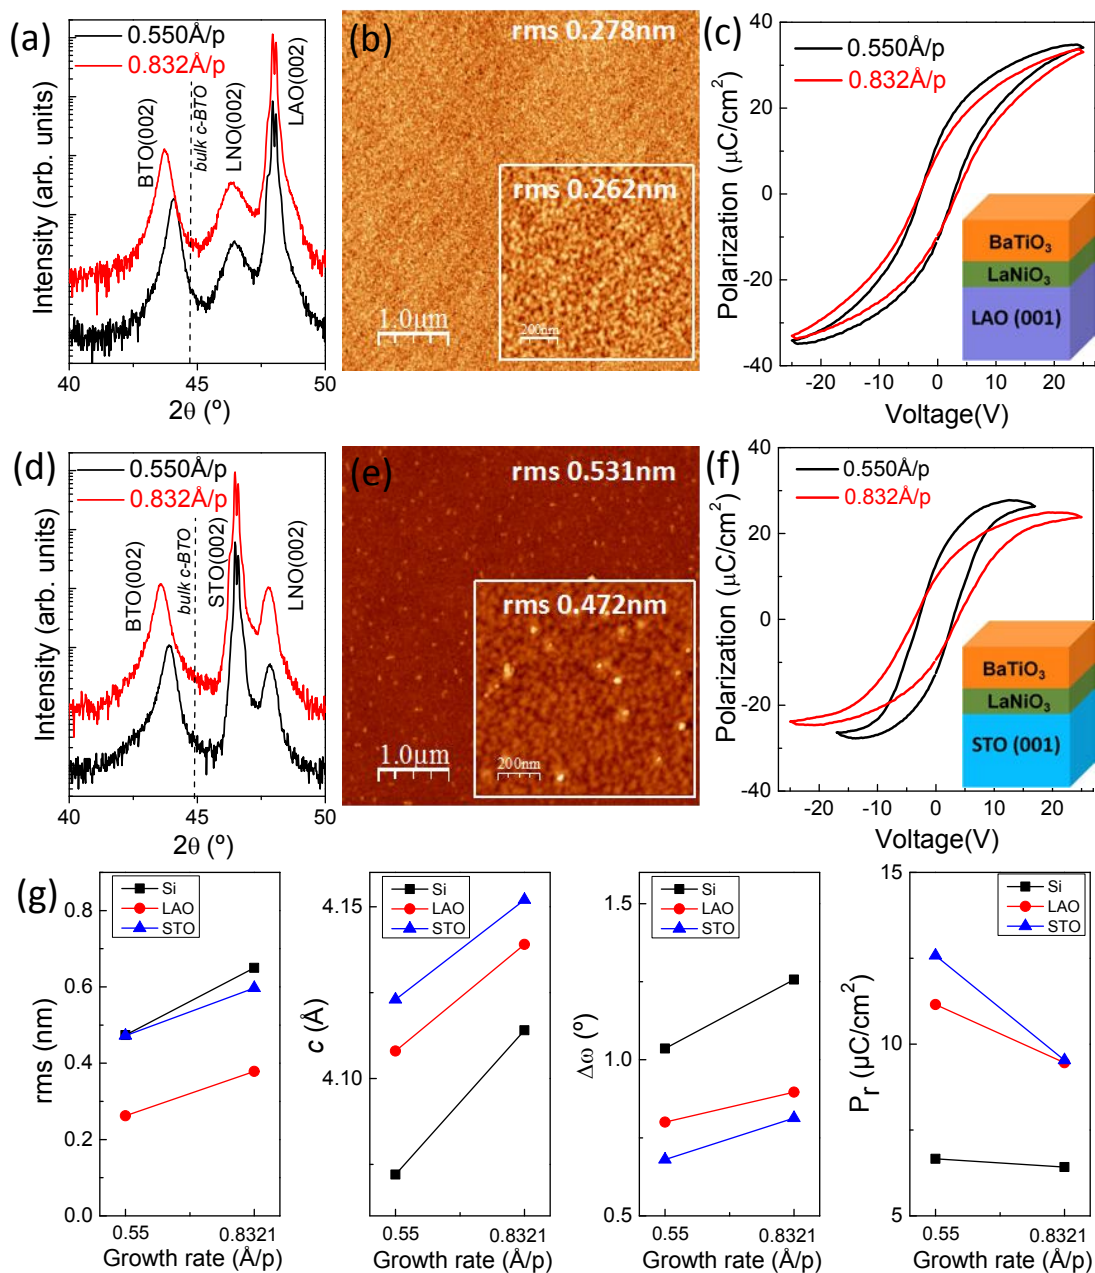 (a)
0.550Å/p
0.832Å/p
BTO(002)
bulk c-BTO
LNO(002)
LAO(002)
Intensity (arb. units)
40
45
50
2θ (º)
(b)
rms 0.278nm
rms 0.262nm
1.0µm
200nm
(c)
0.550Å/p
0.832Å/p
Polarization (µC/cm²)
40
20
0
-20
-40
-20
-10
0
10
20
Voltage(V)
BaTiO₃
LaNiO₃
LAO (001)
(d)
0.550Å/p
0.832Å/p
BTO(002)
bulk c-BTO
STO(002)
LNO(002)
Intensity (arb. units)
40
45
50
2θ (º)
(e)
rms 0.531nm
rms 0.472nm
1.0µm
200nm
(f)
0.550Å/p
0.832Å/p
Polarization (µC/cm²)
40
20
0
-20
-40
-20
-10
0
10
20
Voltage(V)
BaTiO₃
LaNiO₃
STO (001)
(g)
Si
LAO
STO
rms (nm)
0.8
0.6
0.4
0.2
0.0
0.55
0.8321
Growth rate (Å/p)
Si
LAO
STO
c (Å)
4.15
4.10
0.55
0.8321
Growth rate (Å/p)
Si
LAO
STO
Δω (º)
1.5
1.0
0.5
0.55
0.8321
Growth rate (Å/p)
Si
LAO
STO
Pr (µC/cm²)
15
10
5
0.55
0.8321
Growth rate (Å/p)